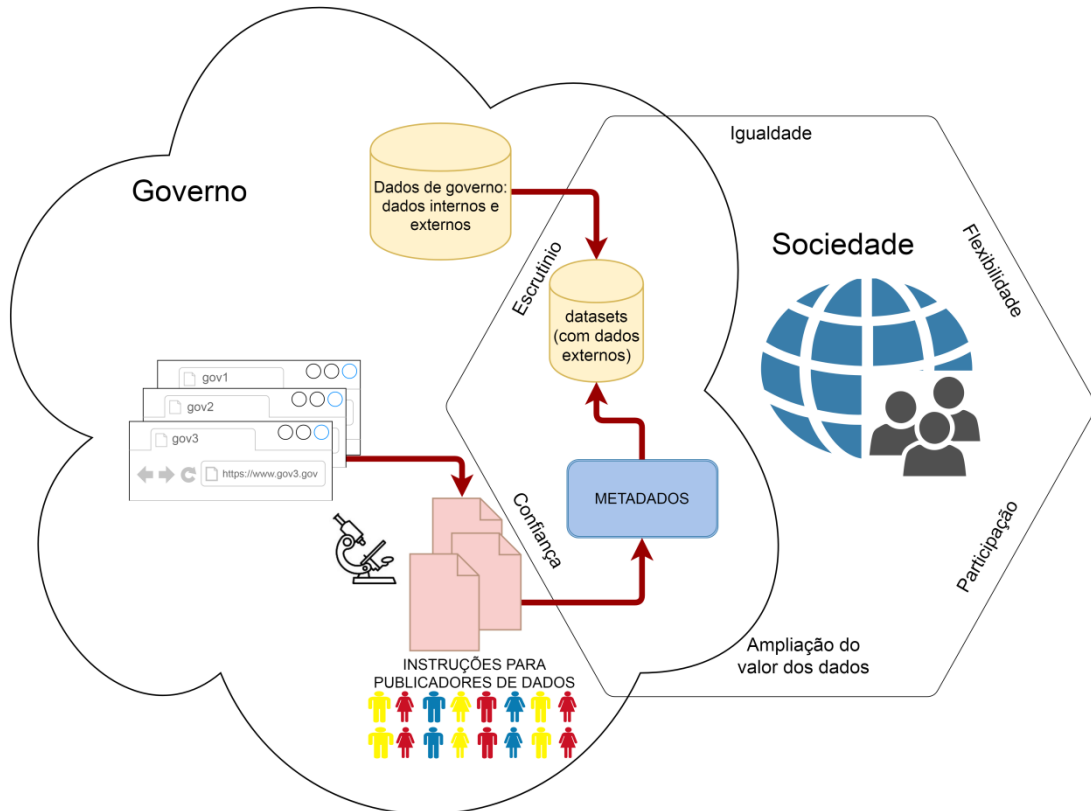 Governo
Dados de governo:
dados internos e
externos
Igualdade
Escrutinio
Sociedade
Flexibilidade
datasets
(com dados
externos)
gov1
gov2
gov3
https://www.gov3.gov
METADADOS
Confiança
Participação
Ampliação do
valor dos dados
INSTRUÇÕES PARA
PUBLICADORES DE DADOS